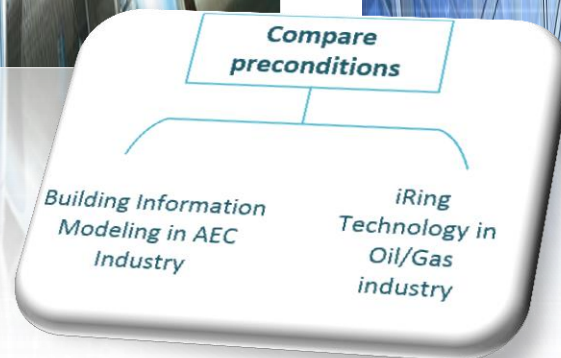 Compare
preconditions
Building Information
Modeling in AEC
Industry
iRing
Technology in
Oil/Gas
industry